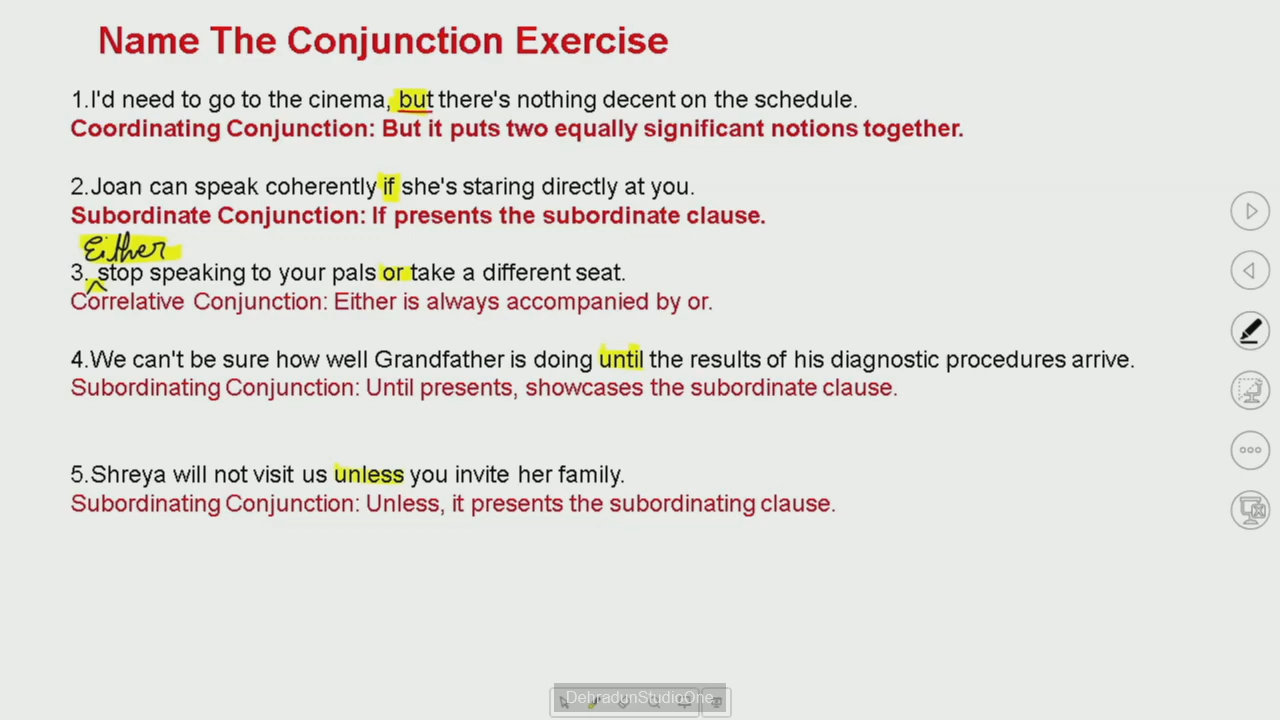 Name The Conjunction Exercise
1.I'd need to go to the cinema, but there's nothing decent on the schedule.
Coordinating Conjunction: But it puts two equally significant notions together.
2.Joan can speak coherently if she's staring directly at you.
Subordinate Conjunction: If presents the subordinate clause.
Either
3. stop speaking to your pals or take a different seat.
Correlative Conjunction: Either is always accompanied by or.
4.We can't be sure how well Grandfather is doing until the results of his diagnostic procedures arrive.
Subordinating Conjunction: Until presents, showcases the subordinate clause.
5.Shreya will not visit us unless you invite her family.
Subordinating Conjunction: Unless, it presents the subordinating clause.
DehradunStudioOne